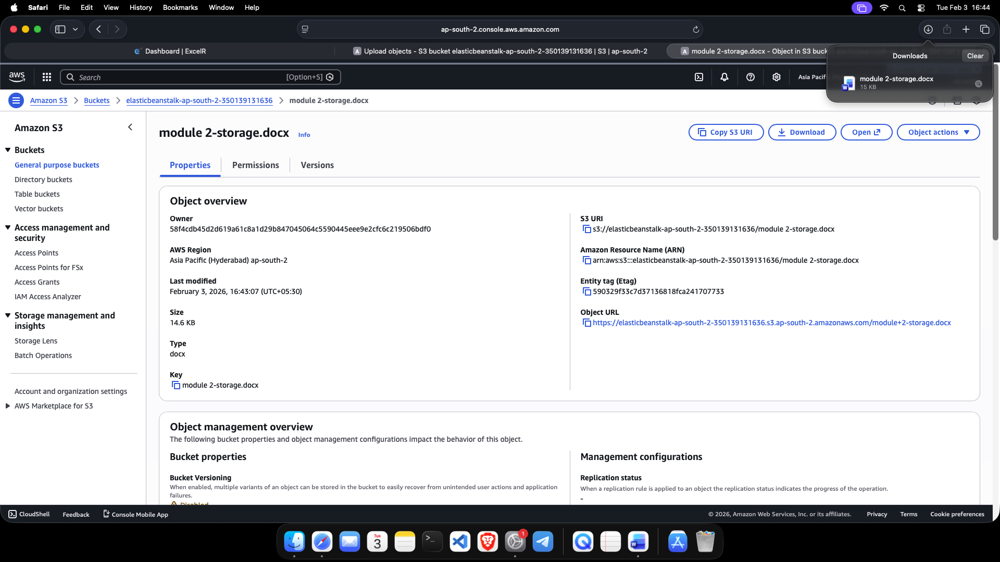 Safari File Edit View History Bookmarks Window Help Tue Feb 3 16:44
ap-south-2.console.aws.amazon.com
Dashboard | ExcelR
Upload objects - S3 bucket elasticbeanstalk-ap-south-2-350139131636 | S3 | ap-south-2
module 2-storage.docx - Object in S3 buck
Downloads Clear
module 2-storage.docx
15 KB
aws Search [Option+S] Asia Pacif
Amazon S3 Buckets elasticbeanstalk-ap-south-2-350139131636 module 2-storage.docx
Amazon S3
Buckets
General purpose buckets
Directory buckets
Table buckets
Vector buckets
Access management and
security
Access Points
Access Points for FSx
Access Grants
IAM Access Analyzer
Storage management and
insights
Storage Lens
Batch Operations
Account and organization settings
AWS Marketplace for S3
module 2-storage.docx Info
Copy S3 URI Download Open Object actions
Properties Permissions Versions
Object overview
Owner
58f4cdb45d2d619a61c8a1d29b847045064c5590445eee9e2cfc6c219506bdf0
AWS Region
Asia Pacific (Hyderabad) ap-south-2
Last modified
February 3, 2026, 16:43:07 (UTC+05:30)
Size
14.6 KB
Type
docx
Key
module 2-storage.docx
S3 URI
s3://elasticbeanstalk-ap-south-2-350139131636/module 2-storage.docx
Amazon Resource Name (ARN)
arn:aws:s3:::elasticbeanstalk-ap-south-2-350139131636/module 2-storage.docx
Entity tag (Etag)
590329f33c7d37136818fca241707733
Object URL
https://elasticbeanstalk-ap-south-2-350139131636.s3.ap-south-2.amazonaws.com/module+2-storage.docx
Object management overview
The following bucket properties and object management configurations impact the behavior of this object.
Bucket properties
Bucket Versioning
When enabled, multiple variants of an object can be stored in the bucket to easily recover from unintended user actions and application
failures.
Disabled
Management configurations
Replication status
When a replication rule is applied to an object the replication status indicates the progress of the operation.
-
CloudShell Feedback Console Mobile App © 2026, Amazon Web Services, Inc. or its affiliates. Privacy Terms Cookie preferences
Tue
3
1